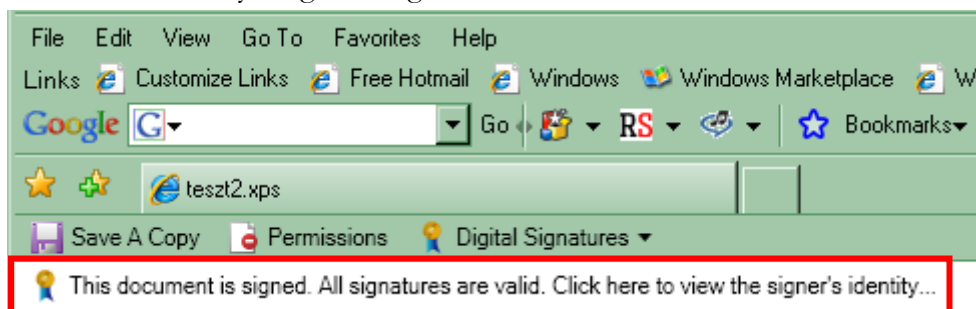 File Edit View Go To Favorites Help
Links Customize Links Free Hotmail Windows Windows Marketplace W
Google G Go RS Bookmarks
teszt2.xps
Save A Copy Permissions Digital Signatures
This document is signed. All signatures are valid. Click here to view the signer's identity...